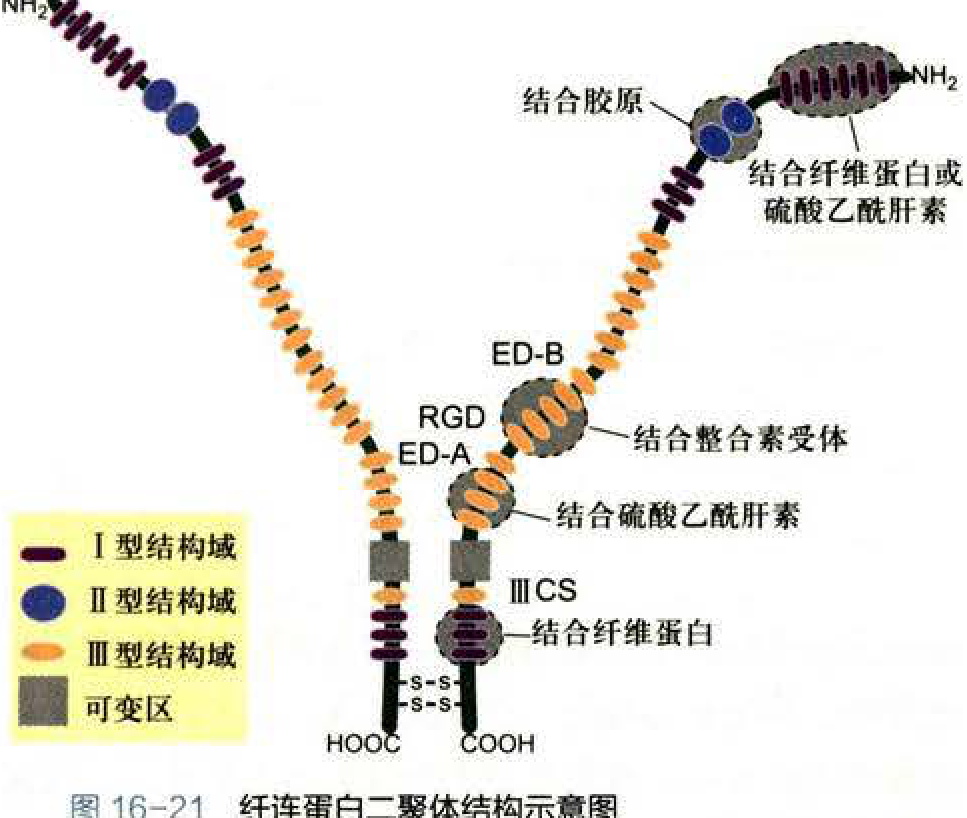 NH2
NH2
结合胶原
结合纤维蛋白或
硫酸乙酰肝素
ED-B
RGD
结合整合素受体
ED-A
结合硫酸乙酰肝素
Ⅰ型结构域
Ⅱ型结构域
Ⅲ型结构域
可变区
ⅢCS
结合纤维蛋白
-S-S-
-S-S-
HOOC
COOH
图 16-21 纤连蛋白二聚体结构示意图